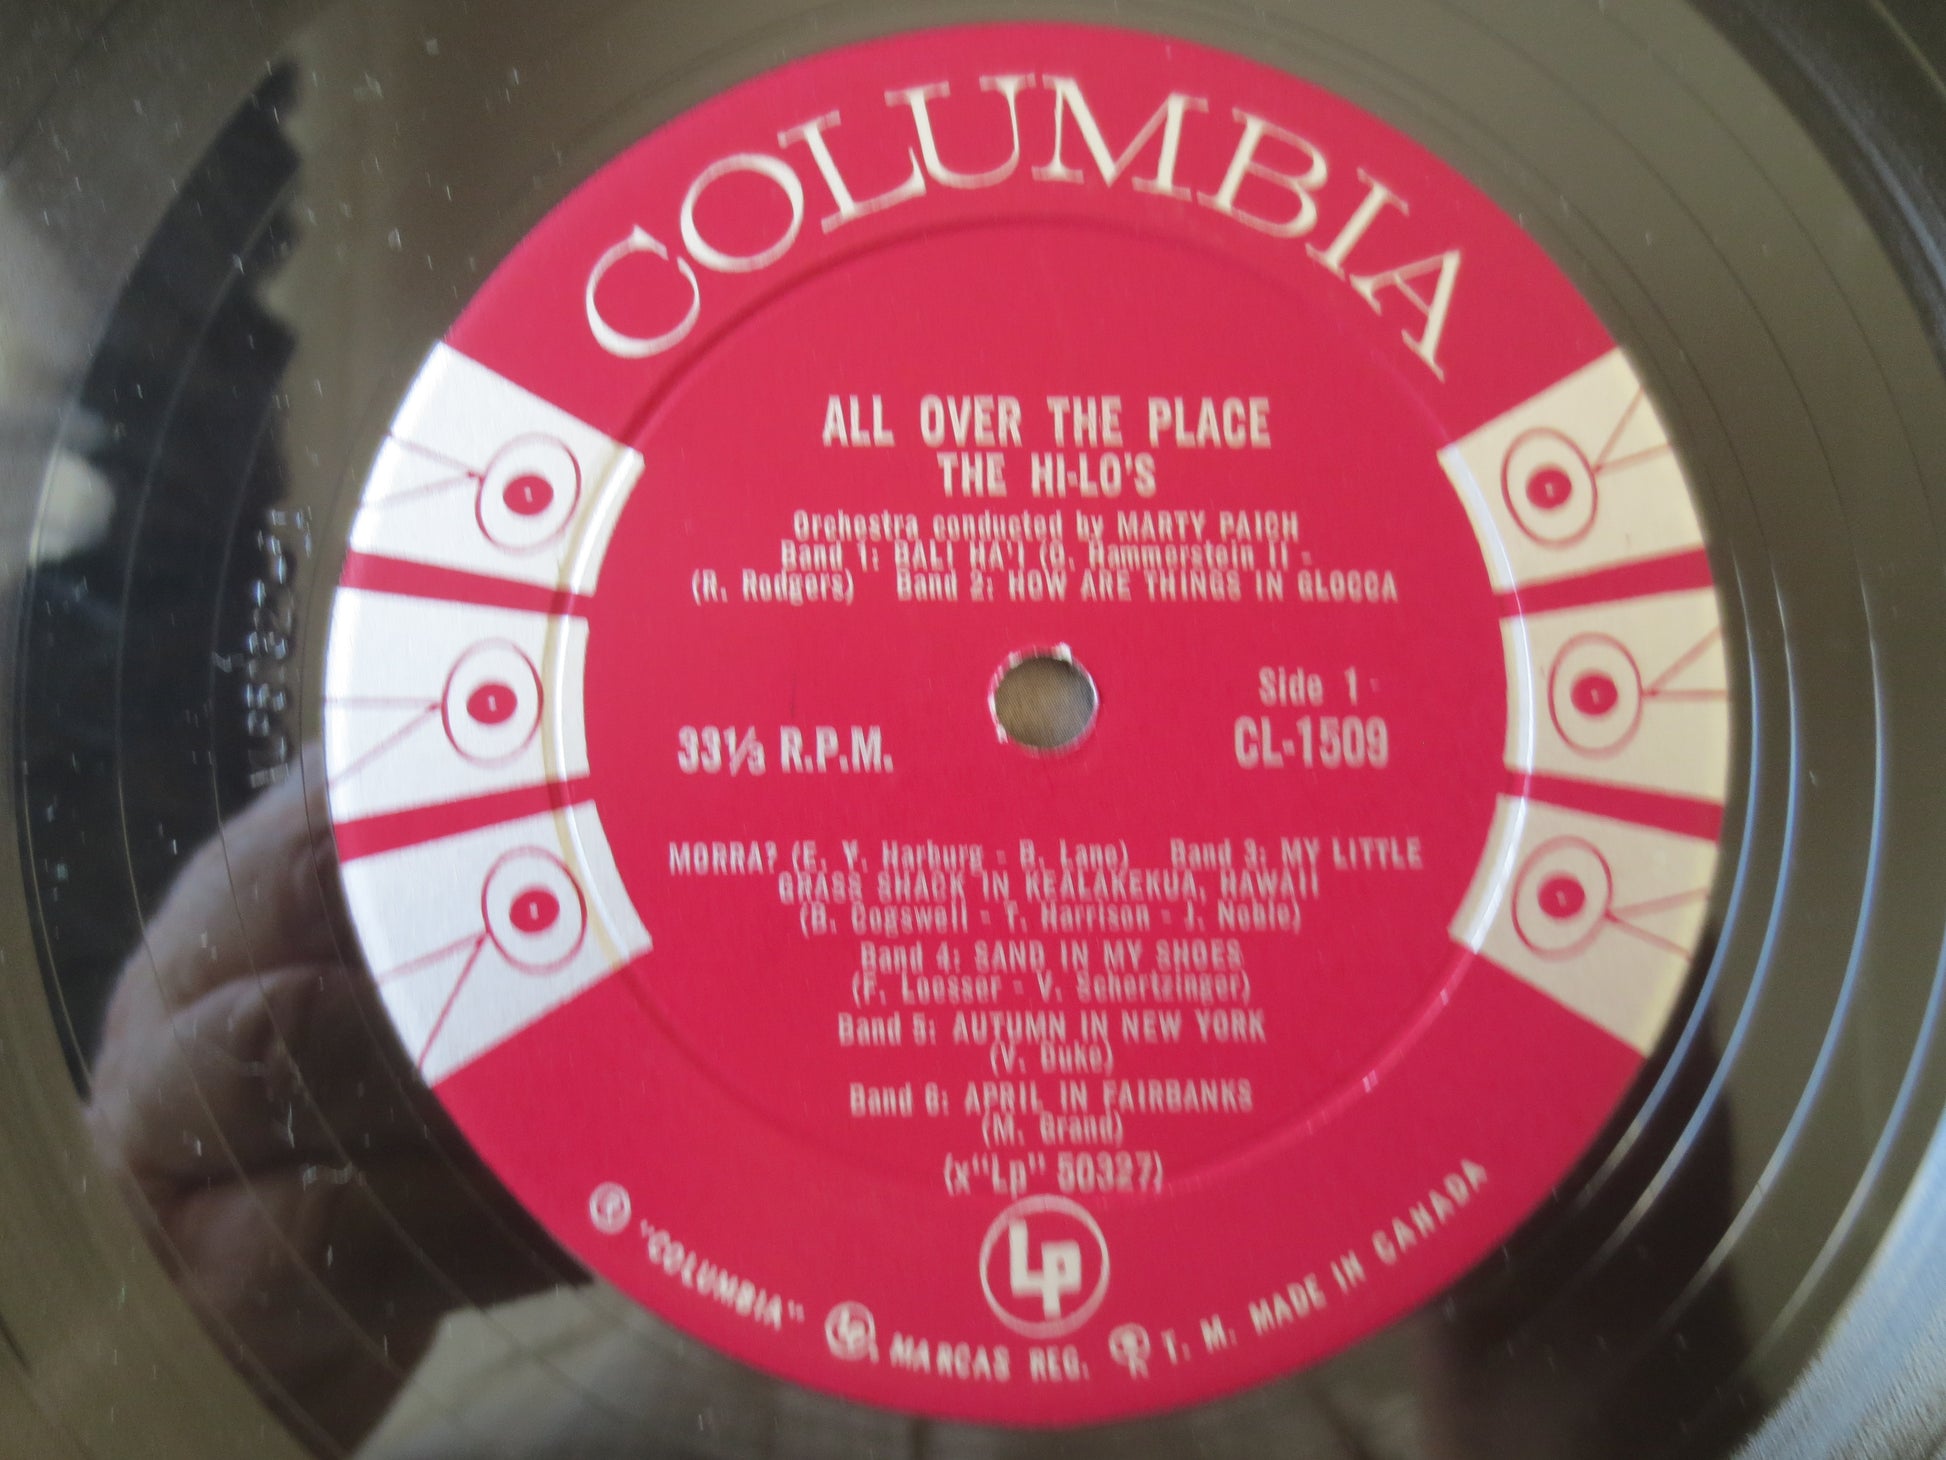 COLUMBIA
ALL OVER THE PLACE
THE HI-LO'S
Orchestra conducted by MARTY PAICH
Band 1: BALI HA'I (O. Hammerstein II -
(R. Rodgers) Band 2: HOW ARE THINGS IN GLOCCA
Side 1
33⅓ R.P.M. CL-1509
MORRA? (E. Y. Harburg - B. Lane) Band 3: MY LITTLE
GRASS SHACK IN KEALAKEKUA, HAWAII
(B. Cogswell - T. Harrison - J. Noble)
Band 4: SAND IN MY SHOES
(F. Loesser - V. Schertzinger)
Band 5: AUTUMN IN NEW YORK
(V. Duke)
Band 6: APRIL IN FAIRBANKS
(M. Grand)
(x"Lp" 50327)
Lp
"COLUMBIA" Lp, MARCAS REG. T. M. MADE IN CANADA